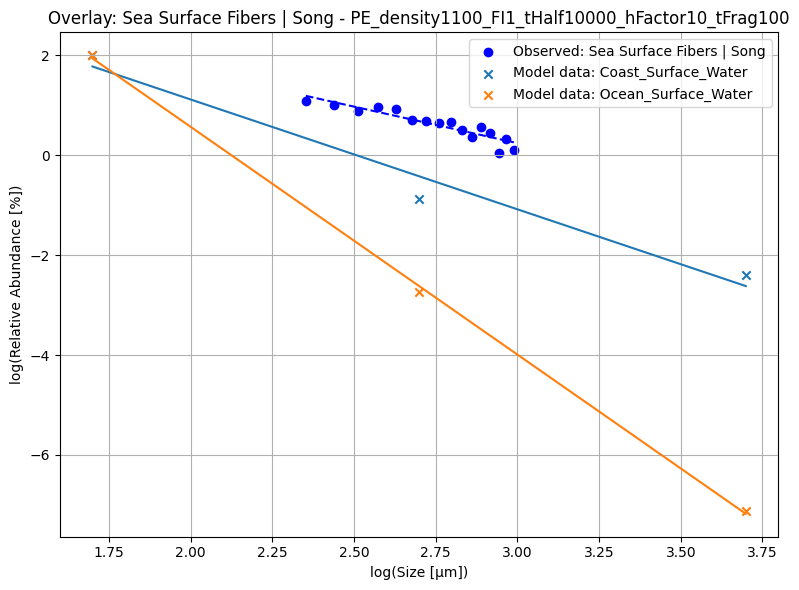 Overlay: Sea Surface Fibers | Song - PE_density1100_FI1_tHalf10000_hFactor10_tFrag100
Observed: Sea Surface Fibers | Song
Model data: Coast_Surface_Water
Model data: Ocean_Surface_Water
log(Relative Abundance [%])
2
0
−2
−4
−6
1.75 2.00 2.25 2.50 2.75 3.00 3.25 3.50 3.75
log(Size [μm])